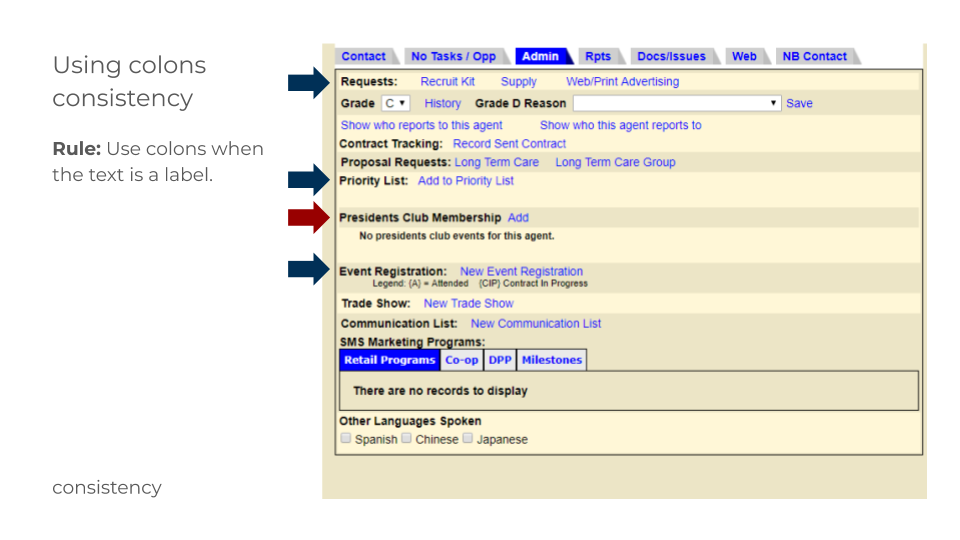 Using colons
consistency
Rule: Use colons when
the text is a label.
consistency
Contact No Tasks / Opp Admin Rpts Docs/Issues Web NB Contact
Requests: Recruit Kit Supply Web/Print Advertising
Grade C History Grade D Reason Save
Show who reports to this agent Show who this agent reports to
Contract Tracking: Record Sent Contract
Proposal Requests: Long Term Care Long Term Care Group
Priority List: Add to Priority List
Presidents Club Membership Add
No presidents club events for this agent.
Event Registration: New Event Registration
Legend: (A) = Attended (CIP) Contract In Progress
Trade Show: New Trade Show
Communication List: New Communication List
SMS Marketing Programs:
Retail Programs Co-op DPP Milestones
There are no records to display
Other Languages Spoken
Spanish Chinese Japanese